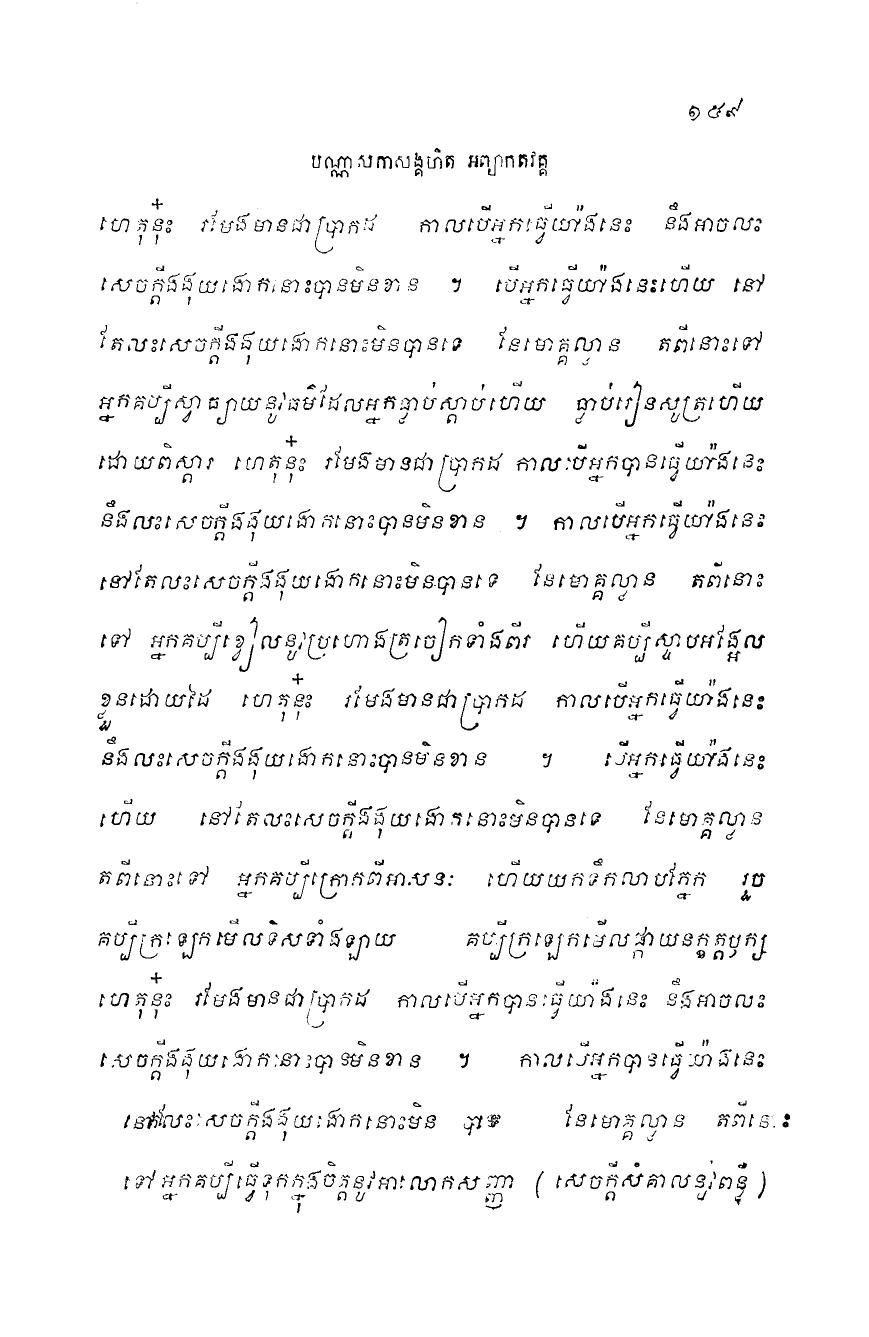 ១៥៩
បណ្ណាសកាសង្គហិត អព្យាកតវគ្គ
ហេតុនុ៎ះ រមែងមានជាប្រាកដ កាលបើអ្នកធ្វើយ៉ាងនេះ នឹងអាចលះ
សេចក្តីងងុយងោកនោះបានមិនខាន ។ បើអ្នកធ្វើយ៉ាងនេះហើយ នៅ
តែលះសេចក្តីងងុយងោកនោះមិនបានទេ នែមោគ្គល្លាន តពីនោះទៅ
អ្នកគប្បីស្វាធ្យាយនូវធម៌ដែលអ្នកធ្លាប់ស្តាប់ហើយ ធ្លាប់រៀនសូត្រហើយ
ដោយពិស្តារ ហេតុនុ៎ះ រមែងមានជាប្រាកដ កាលបើអ្នកបានធ្វើយ៉ាងនេះ
នឹងលះសេចក្តីងងុយងោកនោះបានមិនខាន ។ កាលបើអ្នកធ្វើយ៉ាងនេះ
នៅតែលះសេចក្តីងងុយងោកនោះមិនបានទេ នែមោគ្គល្លាន តពីនោះ
ទៅ អ្នកគប្បីខ្វៀលនូវប្រហោងត្រចៀកទាំងពីរ ហើយគប្បីស្ទាបអង្អែល
ខ្លួនដោយដៃ ហេតុនុ៎ះ រមែងមានជាប្រាកដ កាលបើអ្នកធ្វើយ៉ាងនេះ
នឹងលះសេចក្តីងងុយងោកនោះបានមិនខាន ។ បើអ្នកធ្វើយ៉ាងនេះ
ហើយ នៅតែលះសេចក្តីងងុយងោកនោះមិនបានទេ នែមោគ្គល្លាន
តពីនោះទៅ អ្នកគប្បីក្រោកពីអាសនៈ ហើយយកទឹកលាបភ្នែក រួច
គប្បីក្រឡេកមើលទិសទាំងឡាយ គប្បីក្រឡេកមើលផ្កាយនក្ខត្តឫក្ស
ហេតុនុ៎ះ រមែងមានជាប្រាកដ កាលបើអ្នកបានធ្វើយ៉ាងនេះ នឹងអាចលះ
សេចក្តីងងុយងោកនោះបានមិនខាន ។ កាលបើអ្នកបានធ្វើយ៉ាងនេះ
នៅតែលះសេចក្តីងងុយងោកនោះមិន នែមោគ្គល្លាន តពីនោះ
ទៅអ្នកគប្បីធ្វើទុកក្នុងចិត្តនូវអាលោកសញ្ញា ( សេចក្តីសំគាលនូវពន្លឺ )